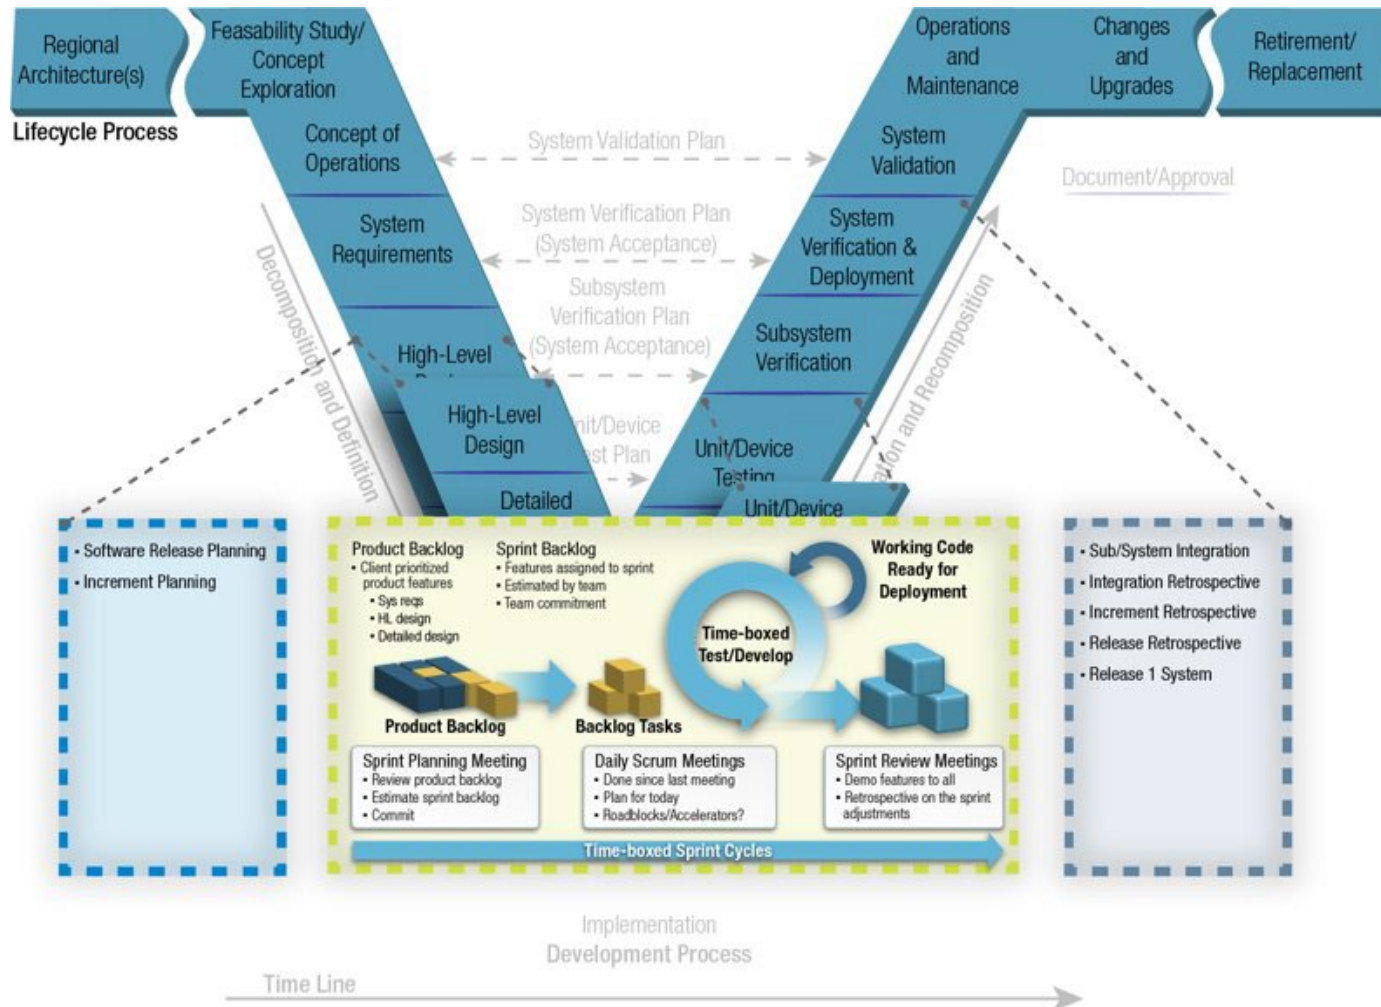 Regional
Architecture(s)
Feasability Study/
Concept
Exploration
Operations
and
Maintenance
Changes
and
Upgrades
Retirement/
Replacement
Lifecycle Process
Concept of
Operations
System Validation Plan
System
Validation
Document/Approval
System
Requirements
System Verification Plan
(System Acceptance)
System
Verification &
Deployment
Decomposition and Definition
Subsystem
Verification Plan
(System Acceptance)
Subsystem
Verification
and Recomposition
High-Level
High-Level
Design
Unit/Device
Plan
Unit/Device
Testing
Detailed
Unit/Device
• Software Release Planning
• Increment Planning
Product Backlog
• Client prioritized
product features
• Sys reqs
• HL design
• Detailed design
Sprint Backlog
• Features assigned to sprint
• Estimated by team
• Team commitment
Working Code
Ready for
Deployment
Time-boxed
Test/Develop
Product Backlog
Backlog Tasks
Sprint Planning Meeting
• Review product backlog
• Estimate sprint backlog
• Commit
Daily Scrum Meetings
• Done since last meeting
• Plan for today
• Roadblocks/Accelerators?
Sprint Review Meetings
• Demo features to all
• Retrospective on the sprint
adjustments
Time-boxed Sprint Cycles
• Sub/System Integration
• Integration Retrospective
• Increment Retrospective
• Release Retrospective
• Release 1 System
Implementation
Development Process
Time Line